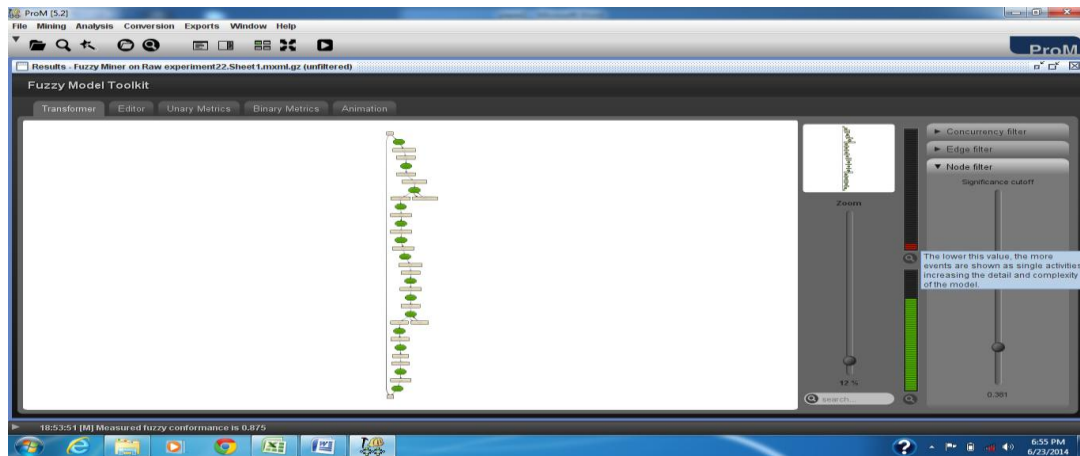 ProM [5.2]
File Mining Analysis Conversion Exports Window Help
ProM
Results - Fuzzy Miner on Raw experiment22.Sheet1.mxml.gz (unfiltered)
Fuzzy Model Toolkit
Transformer Editor Unary Metrics Binary Metrics Animation
Concurrency filter
Edge filter
Node filter
Significance cutoff
Zoom
The lower this value, the more
events are shown as single activities
increasing the detail and complexity
of the model.
12 %
0.361
search...
18:53:51 [M] Measured fuzzy conformance is 0.875
6:55 PM
6/23/2014